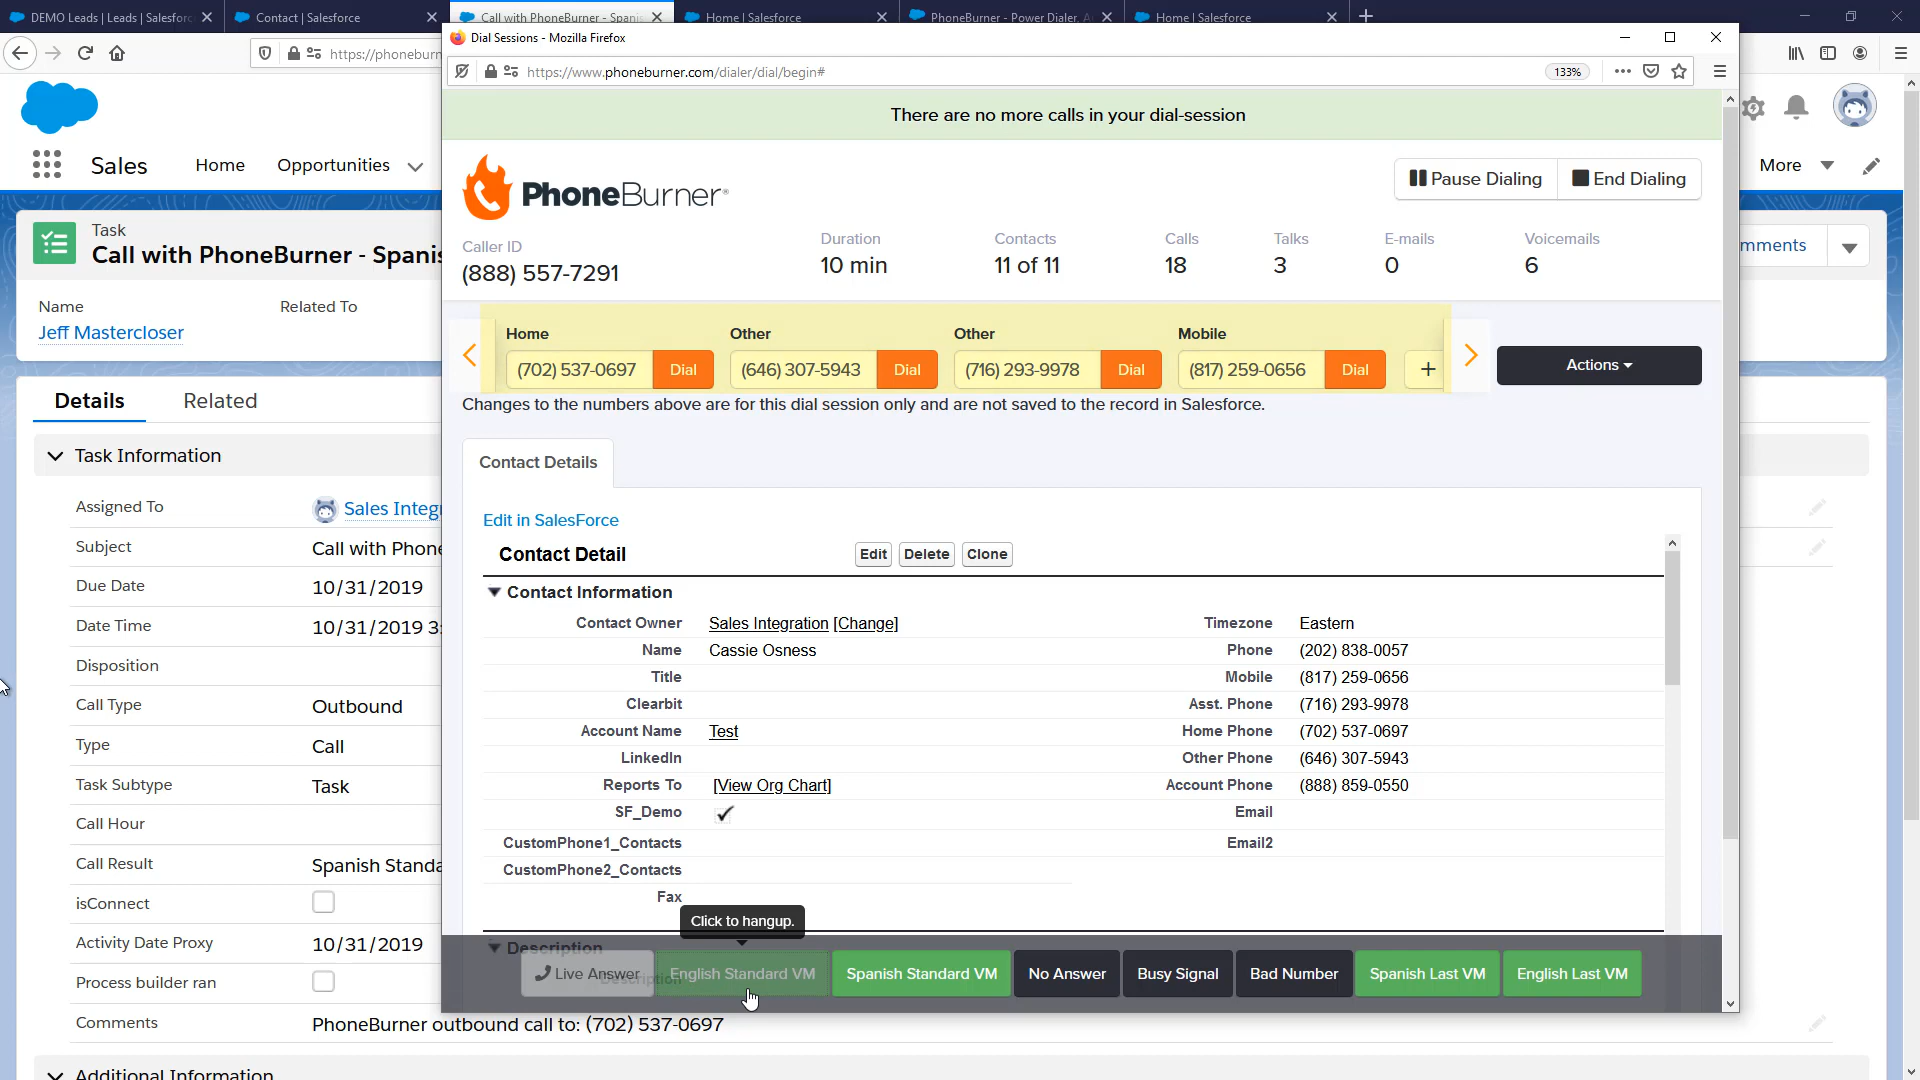 DEMO Leads | Leads | Salesforc
Contact | Salesforce
Call with PhoneBurner - Spanis
Home | Salesforce
PhoneBurner - Power Dialer, A
Home | Salesforce
Dial Sessions - Mozilla Firefox
https://phoneburn
https://www.phoneburner.com/dialer/dial/begin#
133%
There are no more calls in your dial-session
Sales
Home
Opportunities
More
PhoneBurner®
Pause Dialing
End Dialing
Caller ID
(888) 557-7291
Duration
10 min
Contacts
11 of 11
Calls
18
Talks
3
E-mails
0
Voicemails
6
Task
Call with PhoneBurner - Spanis
mments
Name
Jeff Mastercloser
Related To
Home
(702) 537-0697
Dial
Other
(646) 307-5943
Dial
Other
(716) 293-9978
Dial
Mobile
(817) 259-0656
Dial
+
Actions
Changes to the numbers above are for this dial session only and are not saved to the record in Salesforce.
Details
Related
Task Information
Assigned To
Sales Integr
Subject
Call with Phone
Due Date
10/31/2019
Date Time
10/31/2019 3:
Disposition
Call Type
Outbound
Type
Call
Task Subtype
Task
Call Hour
Call Result
Spanish Standa
isConnect
Activity Date Proxy
10/31/2019
Process builder ran
Comments
PhoneBurner outbound call to: (702) 537-0697
Additional Information
Contact Details
Edit in SalesForce
Contact Detail
Edit
Delete
Clone
Contact Information
Contact Owner
Sales Integration [Change]
Timezone
Eastern
Name
Cassie Osness
Phone
(202) 838-0057
Title
Mobile
(817) 259-0656
Clearbit
Asst. Phone
(716) 293-9978
Account Name
Test
Home Phone
(702) 537-0697
LinkedIn
Other Phone
(646) 307-5943
Reports To
[View Org Chart]
Account Phone
(888) 859-0550
SF_Demo
Email
CustomPhone1_Contacts
Email2
CustomPhone2_Contacts
Fax
Click to hangup.
Description
Description
Live Answer
English Standard VM
Spanish Standard VM
No Answer
Busy Signal
Bad Number
Spanish Last VM
English Last VM